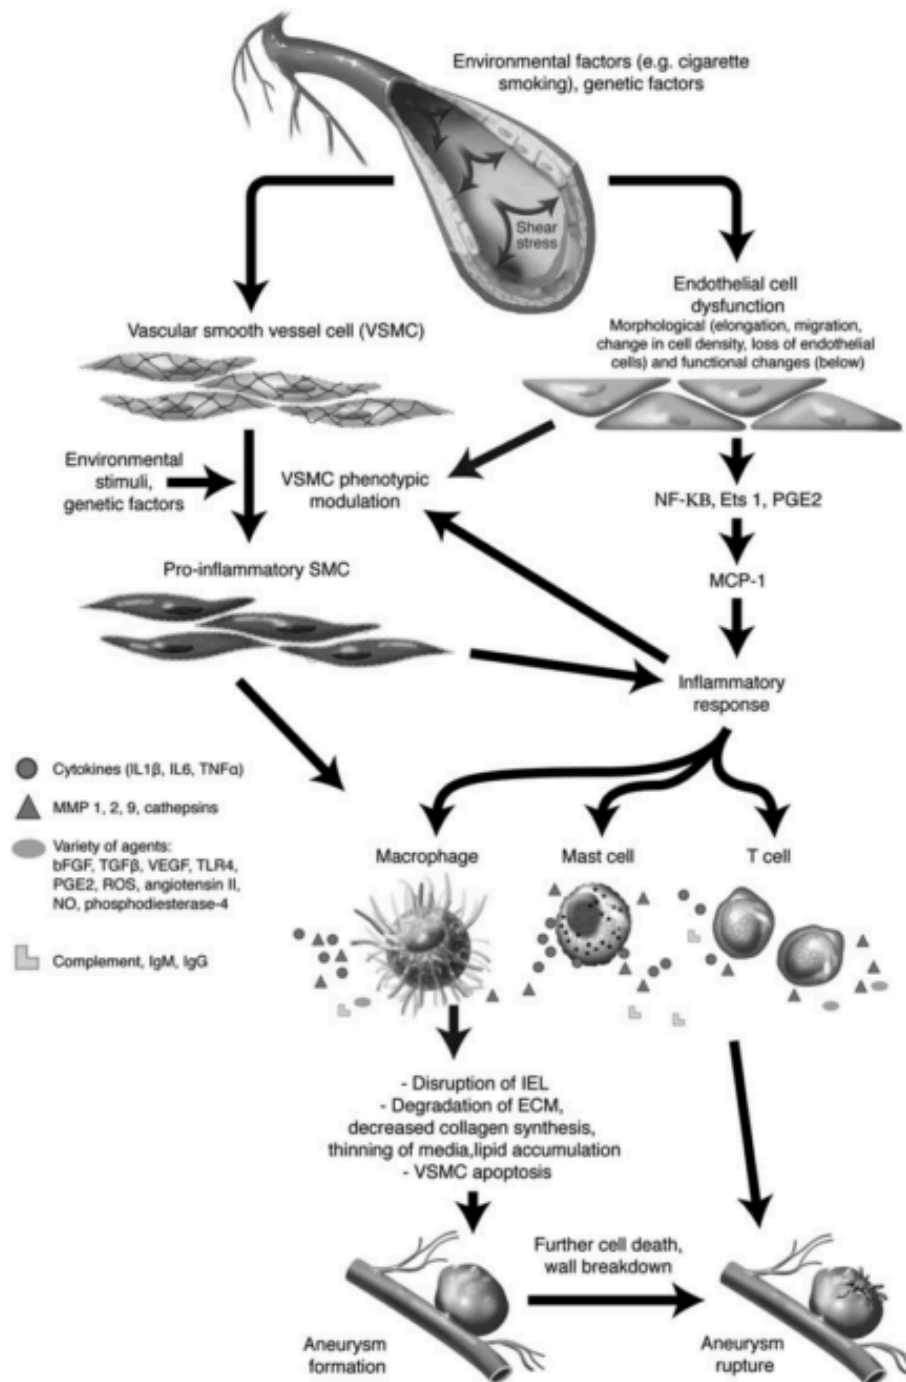 Environmental factors (e.g. cigarette
smoking), genetic factors
Shear
stress
Endothelial cell
dysfunction
Morphological (elongation, migration,
change in cell density, loss of endothelial
cells) and functional changes (below)
Vascular smooth vessel cell (VSMC)
Environmental
stimuli,
genetic factors
VSMC phenotypic
modulation
NF-KB, Ets 1, PGE2
MCP-1
Pro-inflammatory SMC
Inflammatory
response
Cytokines (IL1β, IL6, TNFα)
MMP 1, 2, 9, cathepsins
Variety of agents:
bFGF, TGFβ, VEGF, TLR4,
PGE2, ROS, angiotensin II,
NO, phosphodiesterase-4
Complement, IgM, IgG
Macrophage
Mast cell
T cell
- Disruption of IEL
- Degradation of ECM,
decreased collagen synthesis,
thinning of media,lipid accumulation
- VSMC apoptosis
Further cell death,
wall breakdown
Aneurysm
formation
Aneurysm
rupture